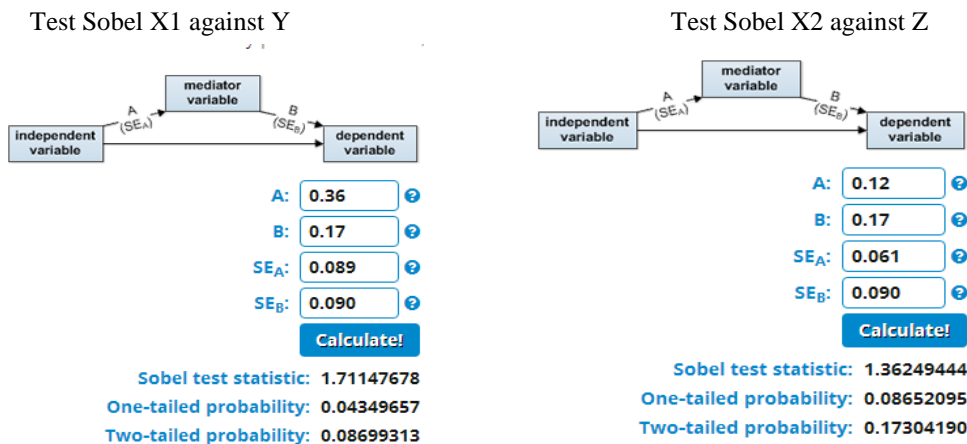 Test Sobel X1 against Y
mediator
variable
A
(SEA)
B
(SEB)
independent
variable
dependent
variable
A: 0.36
B: 0.17
SEA: 0.089
SEB: 0.090
Calculate!
Sobel test statistic: 1.71147678
One-tailed probability: 0.04349657
Two-tailed probability: 0.08699313
Test Sobel X2 against Z
mediator
variable
A
(SEA)
B
(SEB)
independent
variable
dependent
variable
A: 0.12
B: 0.17
SEA: 0.061
SEB: 0.090
Calculate!
Sobel test statistic: 1.36249444
One-tailed probability: 0.08652095
Two-tailed probability: 0.17304190